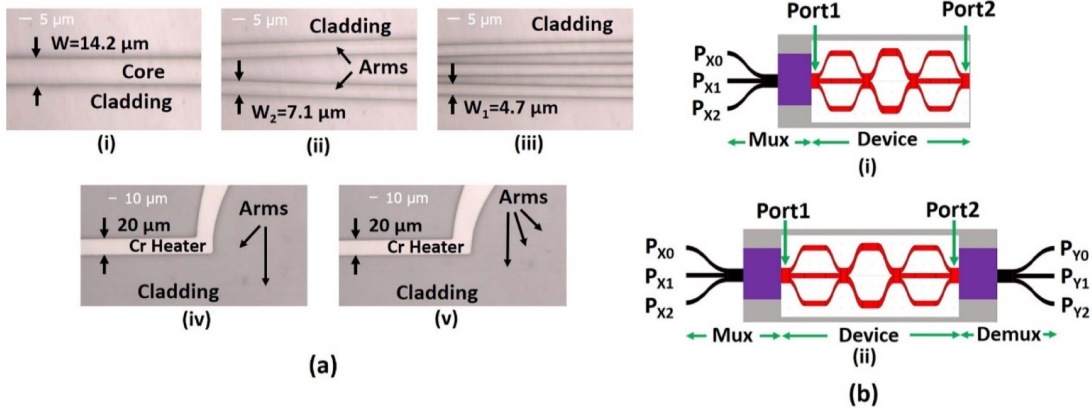 5 μm
W=14.2 μm
Core
Cladding
(i)
5 μm
Cladding
Arms
W2=7.1 μm
(ii)
5 μm
Cladding
W1=4.7 μm
(iii)
10 μm
Arms
20 μm
Cr Heater
Cladding
(iv)
10 μm
Arms
20 μm
Cr Heater
Cladding
(v)
(a)
Port1
Port2
PX0
PX1
PX2
Mux
Device
(i)
Port1
Port2
PX0
PX1
PX2
PY0
PY1
PY2
Mux
Device
Demux
(ii)
(b)